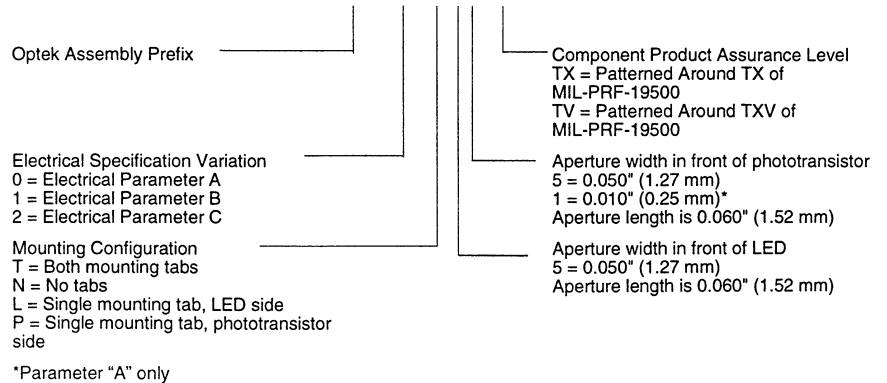 Optek Assembly Prefix
Electrical Specification Variation
0 = Electrical Parameter A
1 = Electrical Parameter B
2 = Electrical Parameter C
Mounting Configuration
T = Both mounting tabs
N = No tabs
L = Single mounting tab, LED side
P = Single mounting tab, phototransistor
side
*Parameter “A” only
Component Product Assurance Level
TX = Patterned Around TX of
MIL-PRF-19500
TV = Patterned Around TXV of
MIL-PRF-19500
Aperture width in front of phototransistor
5 = 0.050" (1.27 mm)
1 = 0.010" (0.25 mm)*
Aperture length is 0.060" (1.52 mm)
Aperture width in front of LED
5 = 0.050" (1.27 mm)
Aperture length is 0.060" (1.52 mm)